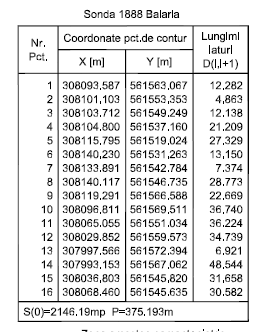 Sonda 1888 Balaria
Nr. Pct. Coordonate pct.de contur Lungimi laturi D(i,i+1)
X [m] Y [m]
1 308093,587 561563,067 12,282
2 308101,103 561553,353 4,863
3 308103.712 561549.249 12.138
4 308104,800 561537,160 21.209
5 308115,795 561519,024 27,329
6 308140,230 561531,263 13,150
7 308133.891 561542.784 7.374
8 308140.117 561546.735 28.773
9 308119,291 561566,588 22,669
10 308096,811 561569,511 36,740
11 308065.055 561551.034 36.224
12 308029.852 561559.573 34.739
13 307997,566 561572,394 6,921
14 307993,153 561567,062 48,544
15 308036,803 561545,820 31,658
16 308068.460 561545.635 30.582
S(0)=2146.19mp P=375.193m